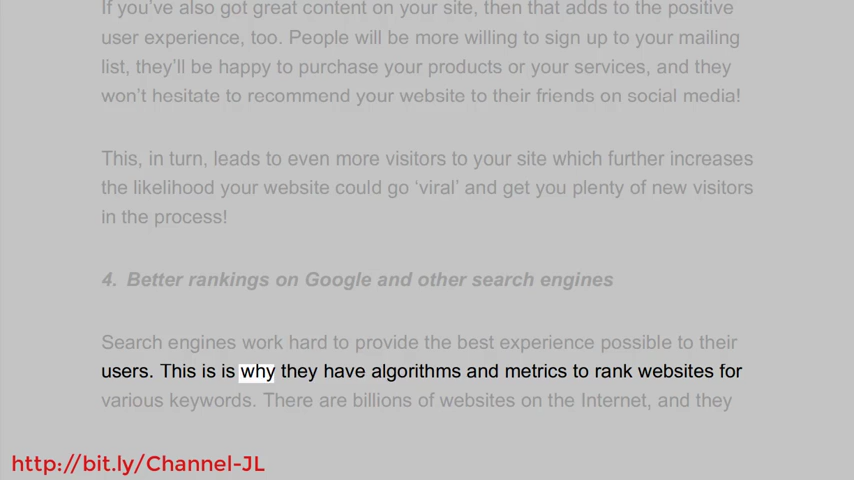 If you've also got great content on your site, then that adds to the positive
user experience, too. People will be more willing to sign up to your mailing
list, they'll be happy to purchase your products or your services, and they
won't hesitate to recommend your website to their friends on social media!
This, in turn, leads to even more visitors to your site which further increases
the likelihood your website could go 'viral' and get you plenty of new visitors
in the process!
4. Better rankings on Google and other search engines
Search engines work hard to provide the best experience possible to their
users. This is is why they have algorithms and metrics to rank websites for
various keywords. There are billions of websites on the Internet, and they
http://bit.ly/Channel-JL